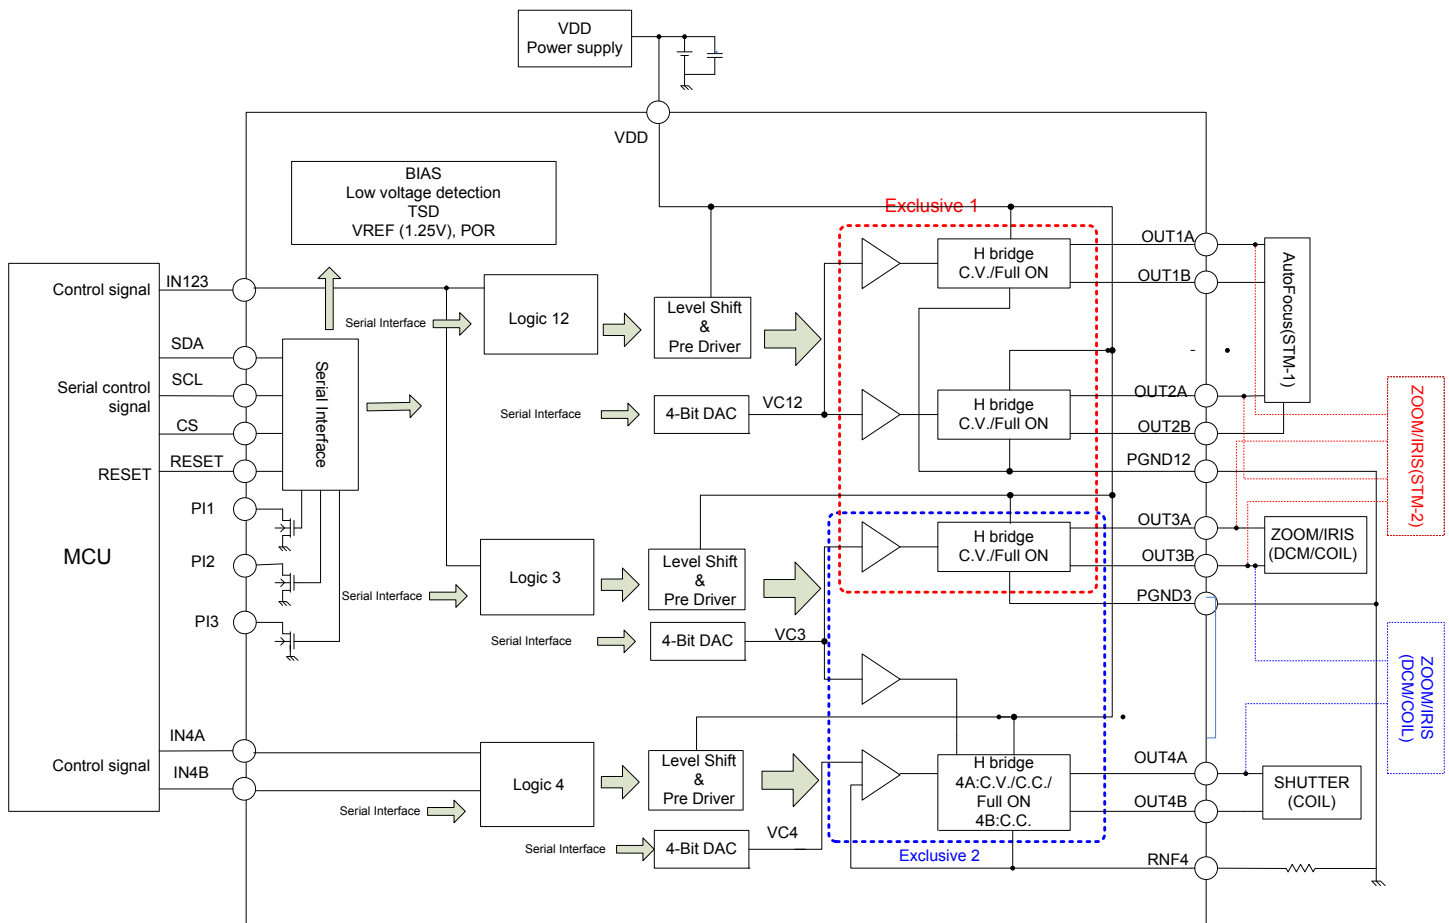 VDD
Power supply
VDD
BIAS
Low voltage detection
TSD
VREF (1.25V), POR
Exclusive 1
MCU
Control signal
IN123
SDA
Serial control
signal
SCL
CS
RESET
RESET
PI1
PI2
PI3
Control signal
IN4A
IN4B
Serial Interface
Serial Interface
Logic 12
Level Shift
&
Pre Driver
Serial Interface
4-Bit DAC
VC12
H bridge
C.V./Full ON
H bridge
C.V./Full ON
OUT1A
OUT1B
OUT2A
OUT2B
PGND12
AutoFocus(STM-1)
ZOOM/IRIS(STM-2)
Serial Interface
Logic 3
Level Shift
&
Pre Driver
Serial Interface
4-Bit DAC
VC3
H bridge
C.V./Full ON
OUT3A
OUT3B
PGND3
ZOOM/IRIS
(DCM/COIL)
ZOOM/IRIS
(DCM/COIL)
Serial Interface
Logic 4
Level Shift
&
Pre Driver
Serial Interface
4-Bit DAC
VC4
H bridge
4A:C.V./C.C./
Full ON
4B:C.C.
Exclusive 2
OUT4A
OUT4B
RNF4
SHUTTER
(COIL)